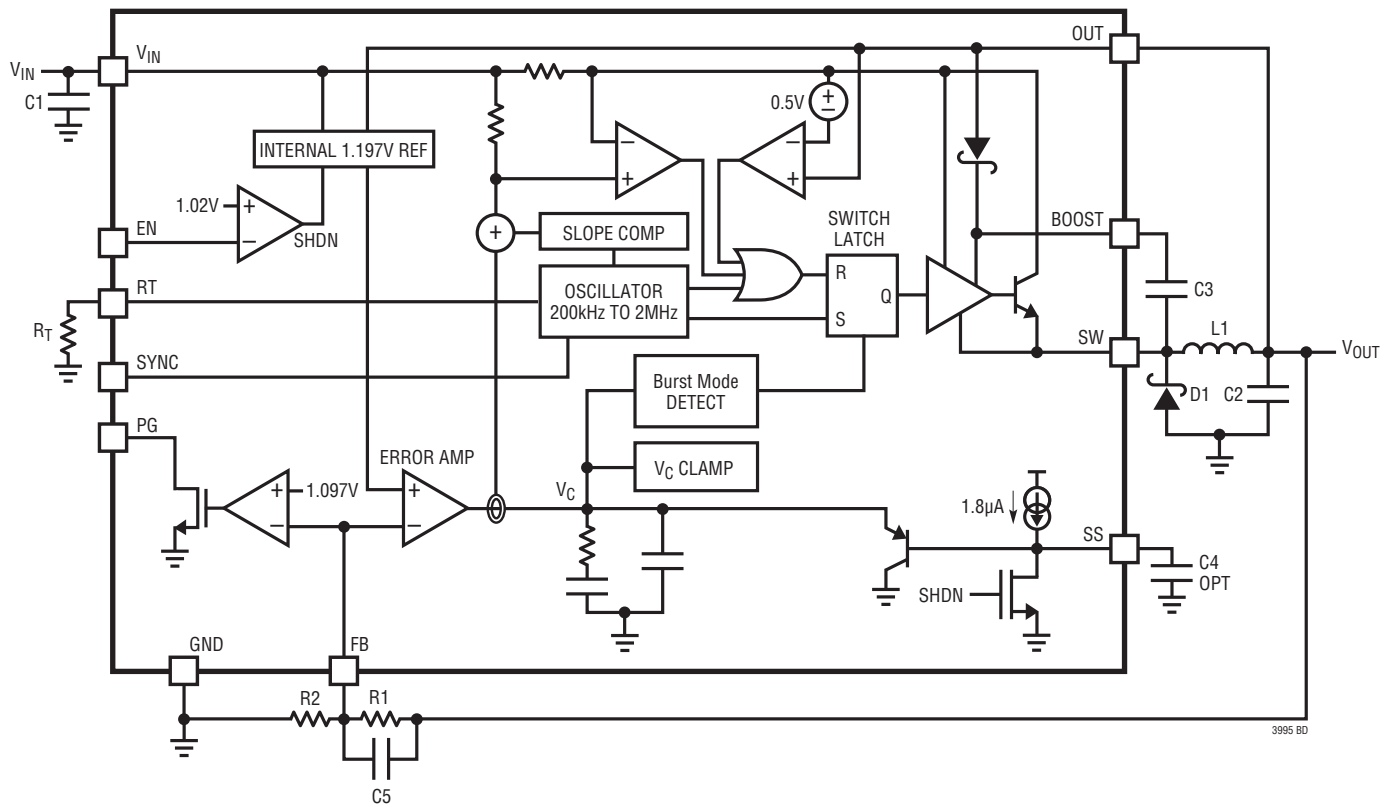 OUT
VIN
VIN
C1
0.5V
+
−
INTERNAL 1.197V REF
−
+
−
+
1.02V
+
−
EN
SHDN
+
SLOPE COMP
SWITCH
LATCH
BOOST
RT
OSCILLATOR
200kHz TO 2MHz
R
Q
S
C3
RT
SYNC
SW
L1
VOUT
Burst Mode
DETECT
D1
C2
PG
ERROR AMP
VC CLAMP
+
1.097V
−
+
−
VC
1.8µA
SS
C4
OPT
SHDN
GND
FB
R2
R1
C5
3995 BD